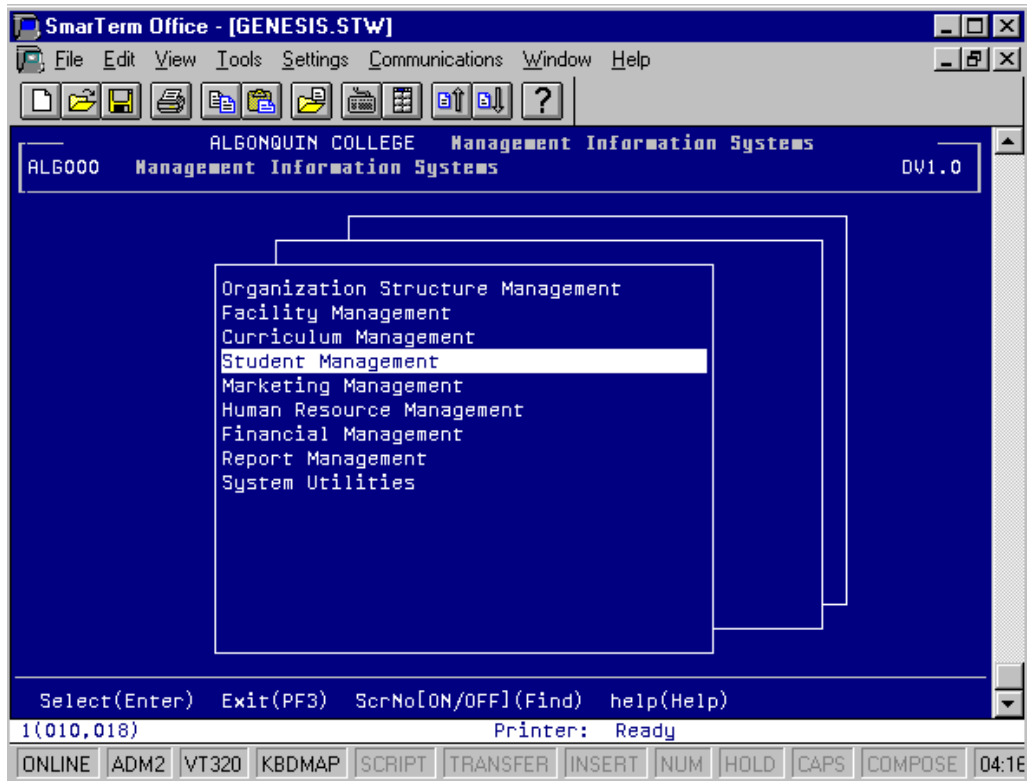 SmarTerm Office - [GENESIS.STW]
File Edit View Tools Settings Communications Window Help
ALGONQUIN COLLEGE Management Information Systems
ALG000 Management Information Systems DV1.0
Organization Structure Management
Facility Management
Curriculum Management
Student Management
Marketing Management
Human Resource Management
Financial Management
Report Management
System Utilities
Select(Enter) Exit(PF3) ScrNo[ON/OFF](Find) help(Help)
1(010,018) Printer: Ready
ONLINE ADM2 VT320 KBDMAP SCRIPT TRANSFER INSERT NUM HOLD CAPS COMPOSE 04:16